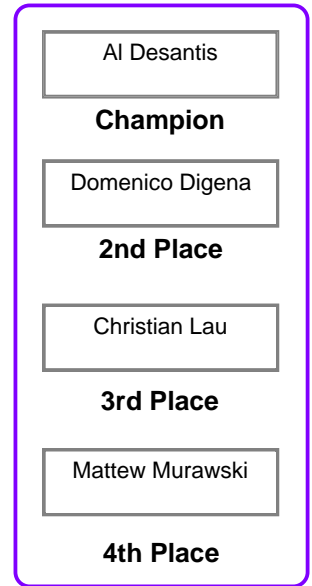 Al Desantis
Champion
Domenico Digena
2nd Place
Christian Lau
3rd Place
Mattew Murawski
4th Place